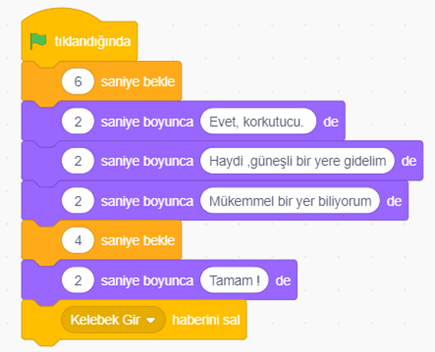 tıklandığında
6 saniye bekle
2 saniye boyunca Evet, korkutucu. de
2 saniye boyunca Haydi ,güneşli bir yere gidelim de
2 saniye boyunca Mükemmel bir yer biliyorum de
4 saniye bekle
2 saniye boyunca Tamam ! de
Kelebek Gir haberini sal